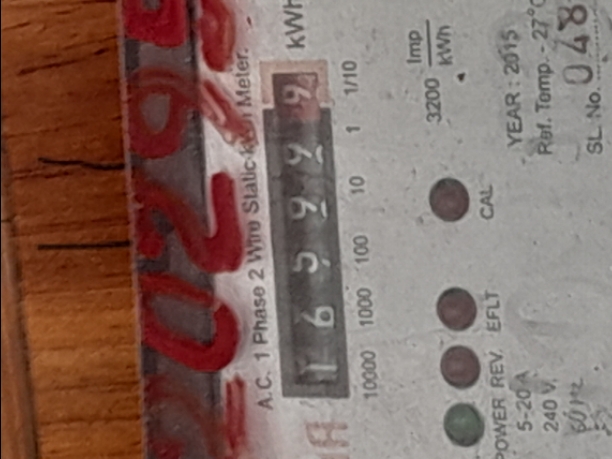 A.C. 1 Phase 2 Wire Static kWh Meter.
1 6 5 9 9 9 kWh
10000 1000 100 10 1 1/10
3200 Imp/kWh
CAL
POWER REV. EFLT
5-20 A
YEAR : 2015
240 V.
Ref. Temp. - 27°C
SL. No. 048